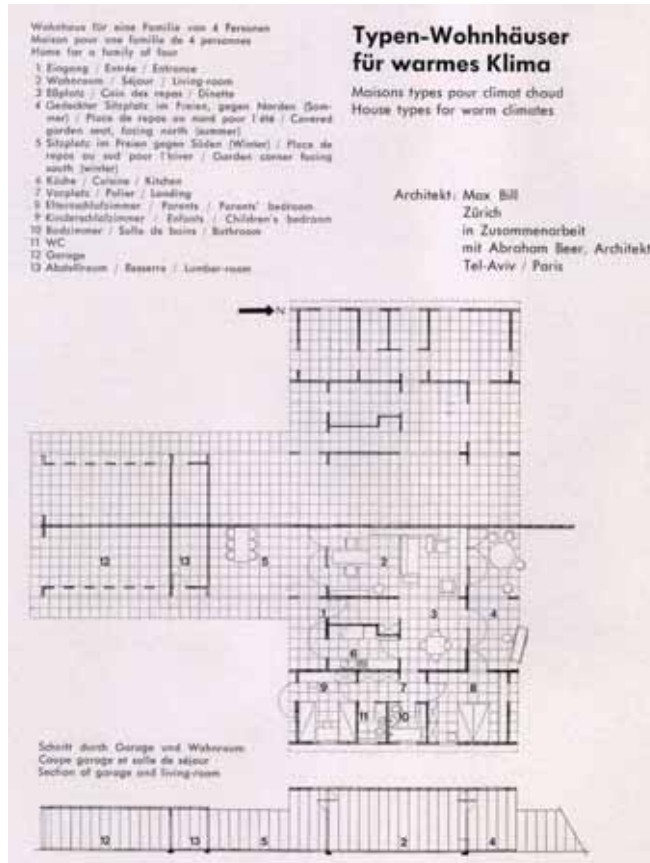 Wohnhaus für eine Familie von 4 Personen
Maison pour une famille de 4 personnes
Home for a family of four
1 Eingang / Entrée / Entrance
2 Wohnraum / Séjour / Living-room
3 Eßplatz / Coin des repas / Dinette
4 Gedeckter Sitzplatz im Freien, gegen Norden (Som-
mer) / Place de repos au nord pour l'été / Covered
garden seat, facing north (summer)
5 Sitzplatz im Freien gegen Süden (Winter) / Place de
repos au sud pour l'hiver / Garden corner facing
south (winter)
6 Küche / Cuisine / Kitchen
7 Vorplatz / Palier / Landing
8 Elternschlafzimmer / Parents / Parents' bedroom
9 Kinderschlafzimmer / Enfants / Children's bedroom
10 Badzimmer / Salle de bains / Bathroom
11 WC
12 Garage
13 Abstellraum / Lumber-room
Typen-Wohnhäuser
für warmes Klima
Maisons types pour climat chaud
House types for warm climates
Architekt: Max Bill
Zürich
in Zusammenarbeit
mit Abraham Beer, Architekt
Tel-Aviv / Paris
N
12 13 5 2
1 3 4
6
9 7 8
11 10
Schnitt durch Garage und Wohnraum
Coupe garage et salle de séjour
Section of garage and living-room
12 13 5 2 4